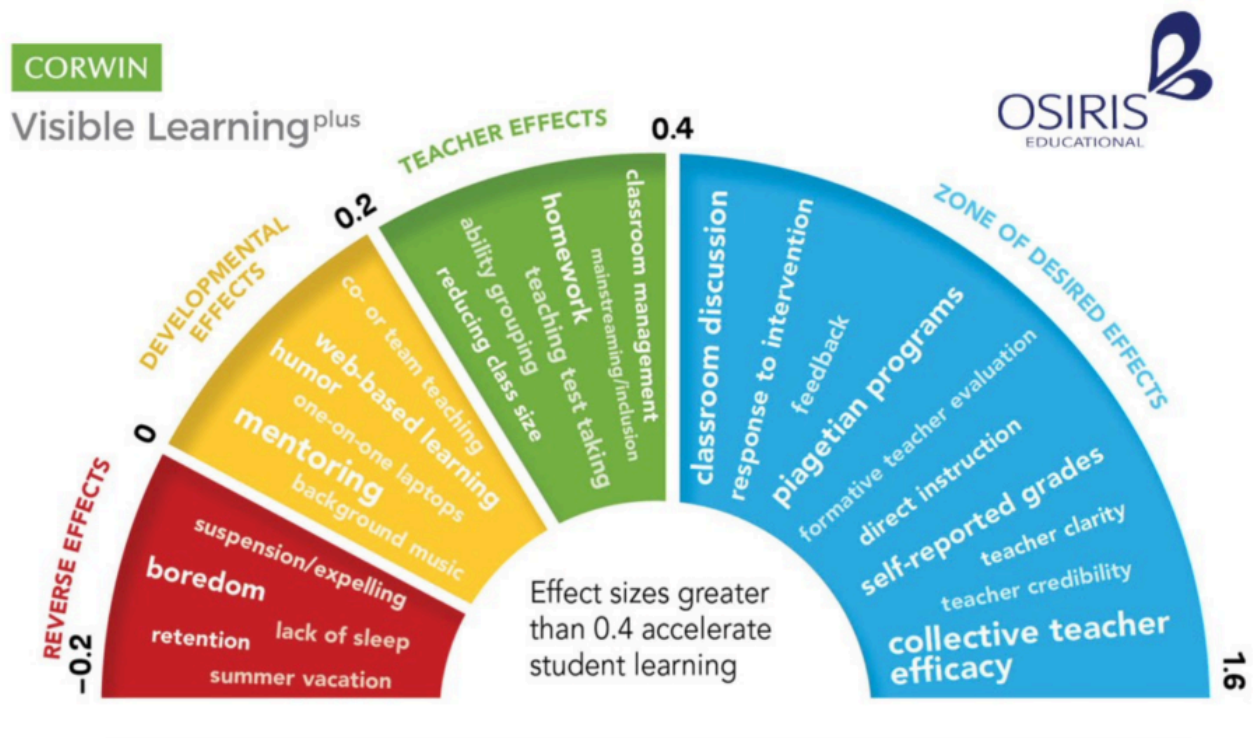 CORWIN
Visible Learning plus
OSIRIS
EDUCATIONAL
REVERSE EFFECTS
-0.2
suspension/expelling
boredom
retention
lack of sleep
summer vacation
0
DEVELOPMENTAL
EFFECTS
co- or team teaching
web-based learning
humor
one-on-one laptops
mentoring
background music
0.2
TEACHER EFFECTS
reducing class size
ability grouping
teaching test taking
homework
mainstreaming/inclusion
classroom management
0.4
ZONE OF DESIRED EFFECTS
classroom discussion
response to intervention
feedback
piagetian programs
formative teacher evaluation
direct instruction
self-reported grades
teacher clarity
teacher credibility
collective teacher
efficacy
1.6
Effect sizes greater
than 0.4 accelerate
student learning